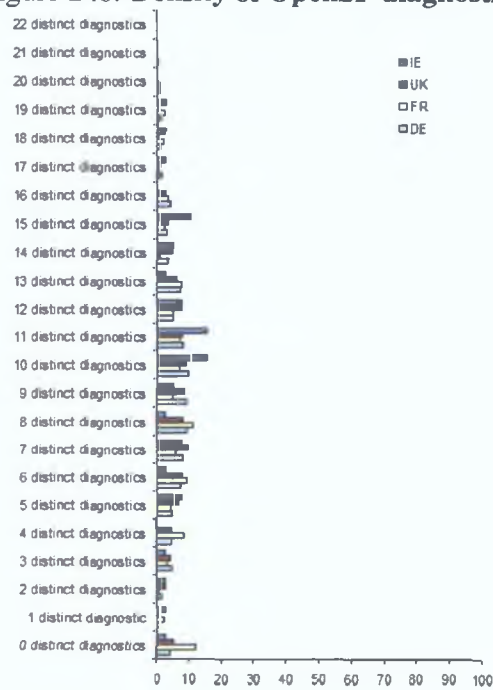 22 distinct diagnostics
21 distinct diagnostics
20 distinct diagnostics
19 distinct diagnostics
18 distinct diagnostics
17 distinct diagnostics
16 distinct diagnostics
15 distinct diagnostics
14 distinct diagnostics
13 distinct diagnostics
12 distinct diagnostics
11 distinct diagnostics
10 distinct diagnostics
9 distinct diagnostics
8 distinct diagnostics
7 distinct diagnostics
6 distinct diagnostics
5 distinct diagnostics
4 distinct diagnostics
3 distinct diagnostics
2 distinct diagnostics
1 distinct diagnostic
0 distinct diagnostics
IE
UK
FR
DE
0 10 20 30 40 50 60 70 80 90 100